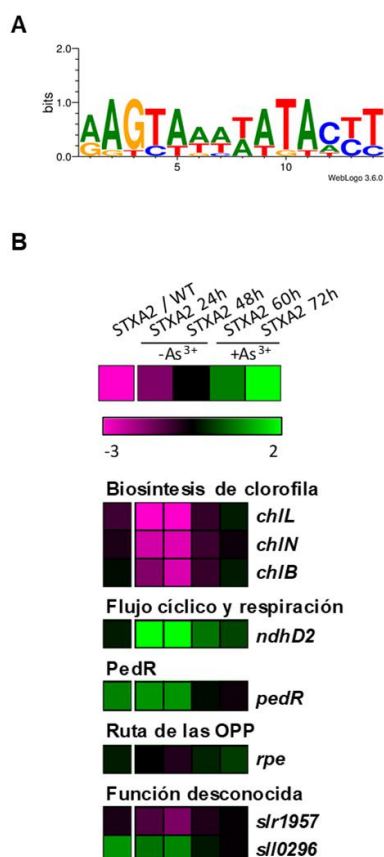 A
2.0
bits
1.0
AAGTAAATATACTT
0.0
5 10
WebLogo 3.6.0
B
STXA2 / WT
STXA2 24h
STXA2 48h
STXA2 60h
STXA2 72h
-As³⁺ +As³⁺
-3 2
Biosíntesis de clorofila
chlL
chlN
chlB
Flujo cíclico y respiración
ndhD2
PedR
pedR
Ruta de las OPP
rpe
Función desconocida
slr1957
sll0296